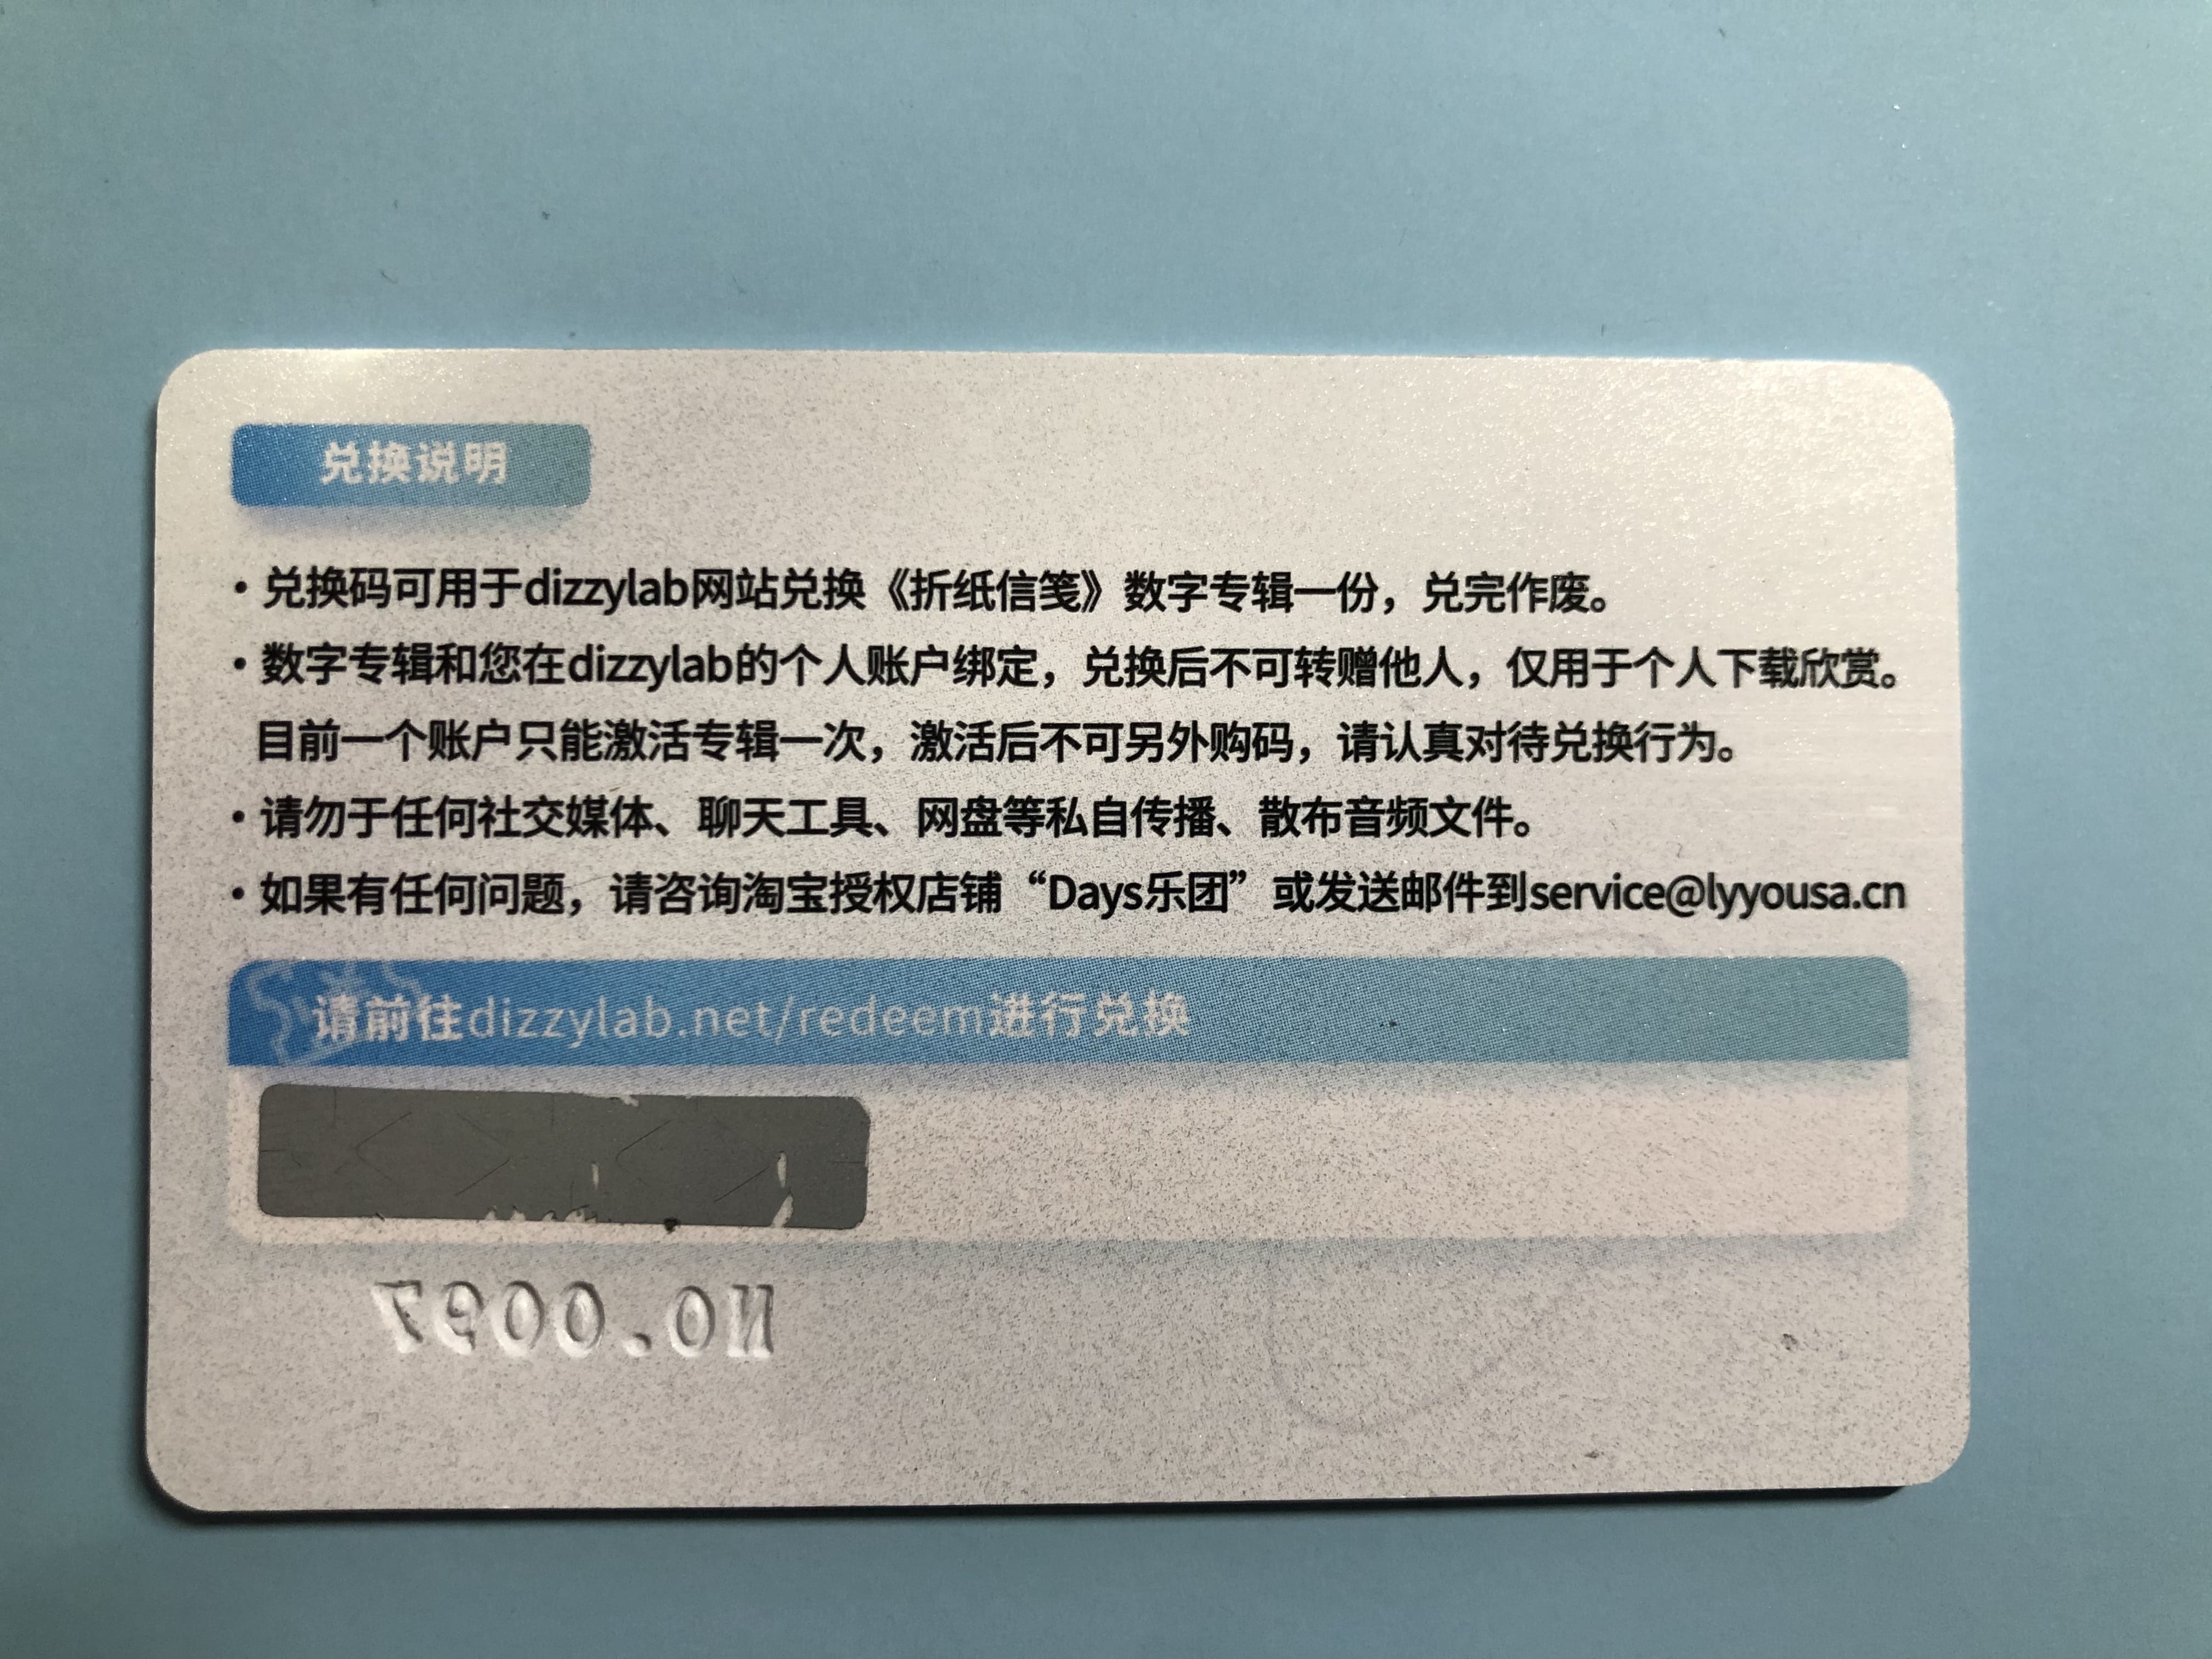 兑换说明
·兑换码可用于dizzylab网站兑换《折纸信笺》数字专辑一份，兑完作废。
·数字专辑和您在dizzylab的个人账户绑定，兑换后不可转赠他人，仅用于个人下载欣赏。
目前一个账户只能激活专辑一次，激活后不可另外购码，请认真对待兑换行为。
·请勿于任何社交媒体、聊天工具、网盘等私自传播、散布音频文件。
·如果有任何问题，请咨询淘宝授权店铺“Days乐团”或发送邮件到service@lyyousa.cn
请前往dizzylab.net/redeem进行兑换
NO.0097